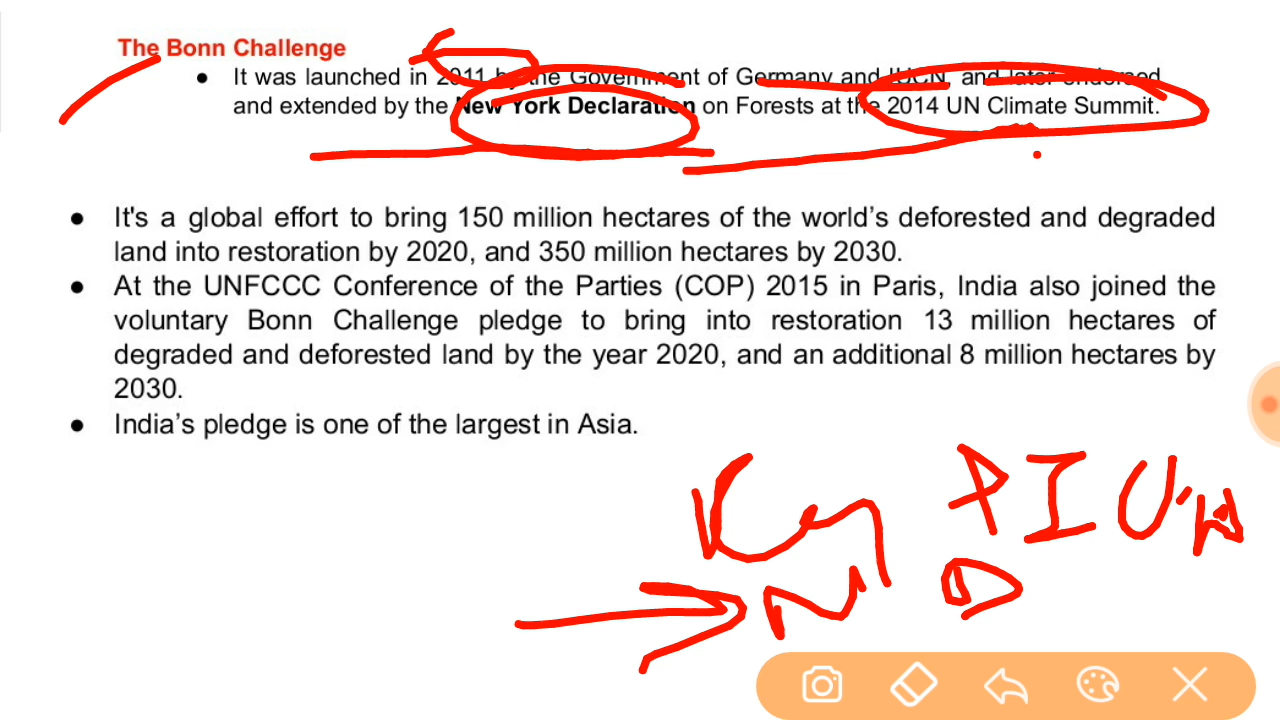 The Bonn Challenge
● It was launched in 2011 by the Government of Germany and IUCN, and later endorsed
and extended by the New York Declaration on Forests at the 2014 UN Climate Summit.
● It's a global effort to bring 150 million hectares of the world’s deforested and degraded
land into restoration by 2020, and 350 million hectares by 2030.
● At the UNFCCC Conference of the Parties (COP) 2015 in Paris, India also joined the
voluntary Bonn Challenge pledge to bring into restoration 13 million hectares of
degraded and deforested land by the year 2020, and an additional 8 million hectares by
2030.
● India’s pledge is one of the largest in Asia.